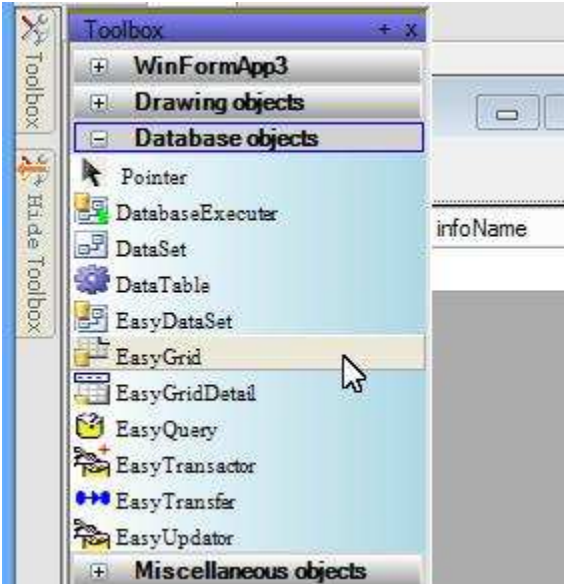 Toolbox
Hide Toolbox
Toolbox + x
WinFormApp3
Drawing objects
Database objects
Pointer
DatabaseExecuter
DataSet
DataTable
EasyDataSet
EasyGrid
EasyGridDetail
EasyQuery
EasyTransactor
EasyTransfer
EasyUpdator
Miscellaneous objects
infoName